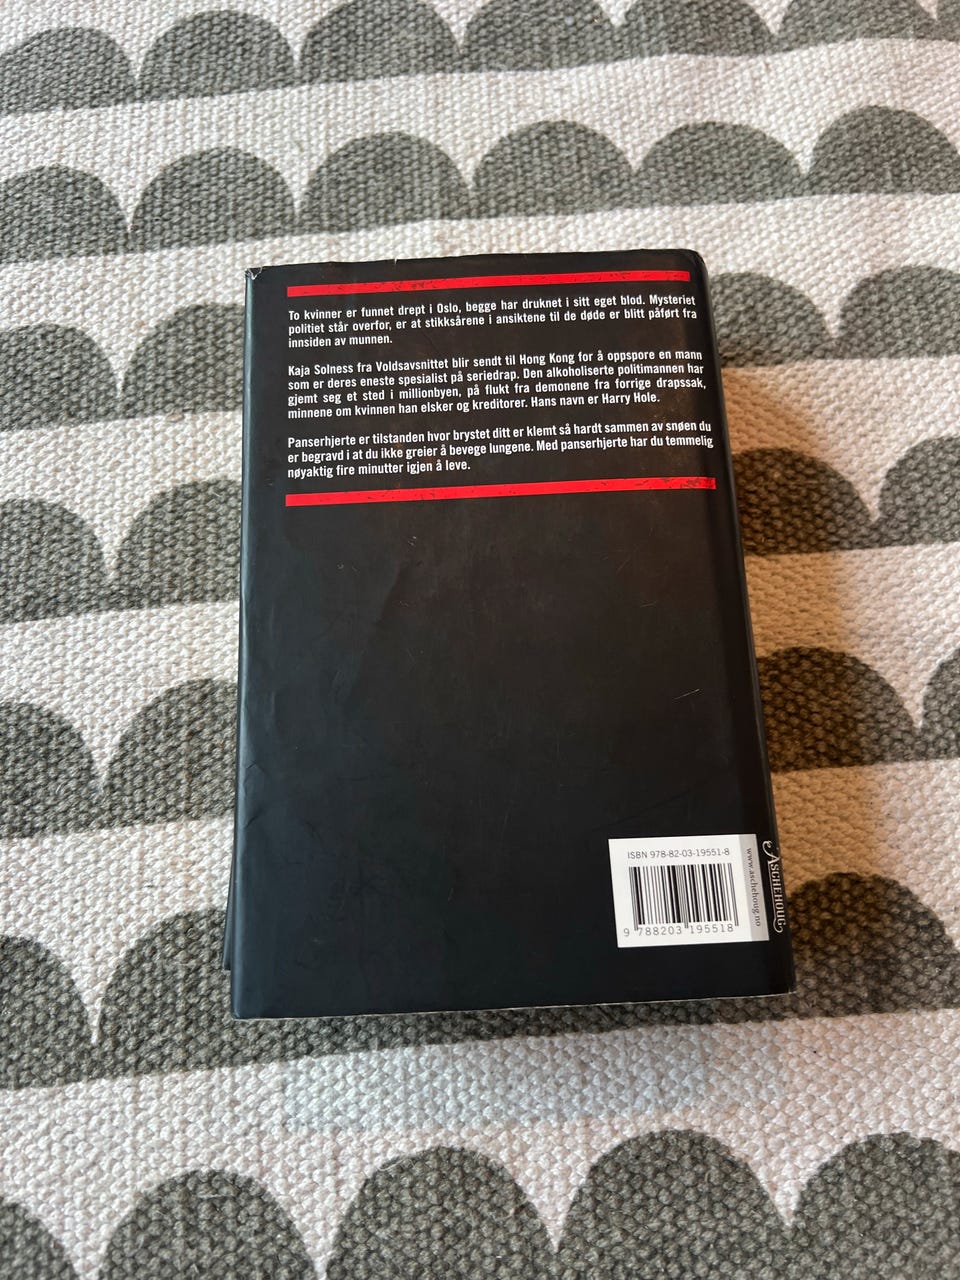 To kvinner er funnet drept i Oslo, begge har druknet i sitt eget blod. Mysteriet
politiet står overfor, er at stikksårene i ansiktene til de døde er blitt påført fra
innsiden av munnen.
Kaja Solness fra Voldsavsnittet blir sendt til Hong Kong for å oppspore en mann
som er deres eneste spesialist på seriedrap. Den alkoholiserte politimannen har
gjemt seg et sted i millionbyen, på flukt fra demonene fra forrige drapssak,
minnene om kvinnen han elsker og kreditorer. Hans navn er Harry Hole.
Panserhjerte er tilstanden hvor brystet ditt er klemt så hardt sammen av snøen du
er begravd i at du ikke greier å bevege lungene. Med panserhjerte har du temmelig
nøyaktig fire minutter igjen å leve.
ISBN 978-82-03-19551-8
9 788203 195518
www.aschehoug.no
ASCHEHOUG